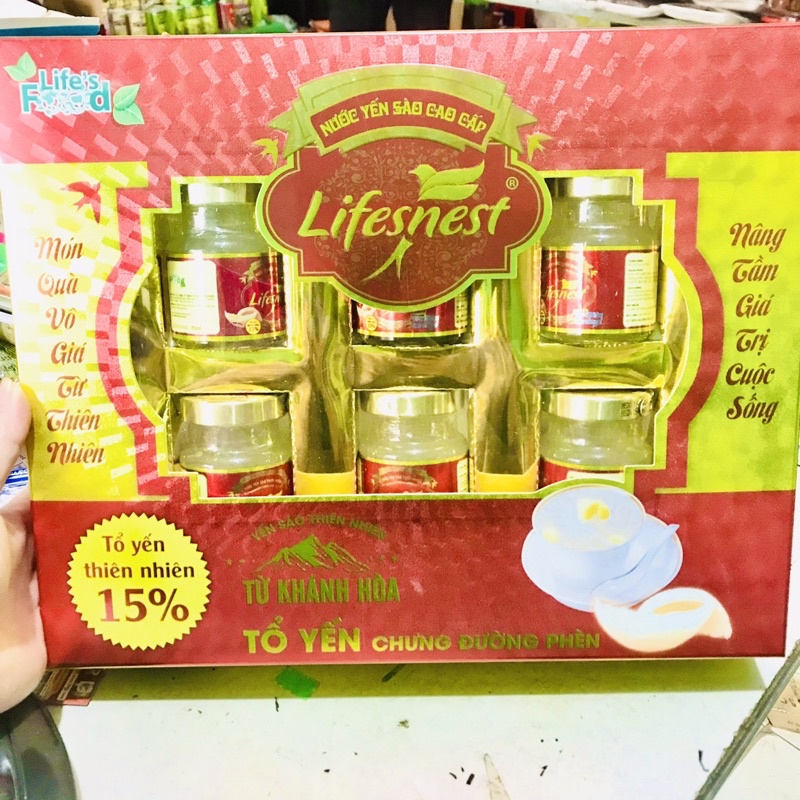 Life's
Food
NƯỚC YẾN SÀO CAO CẤP
Lifesnest®
Món
Quà
Vô
Giá
Từ
Thiên
Nhiên
Nâng
Tầm
Giá
Trị
Cuộc
Sống
Lifesnest
Tổ yến
thiên nhiên
15%
YẾN SÀO THIÊN NHIÊN
TỪ KHÁNH HÒA
TỔ YẾN CHƯNG ĐƯỜNG PHÈN